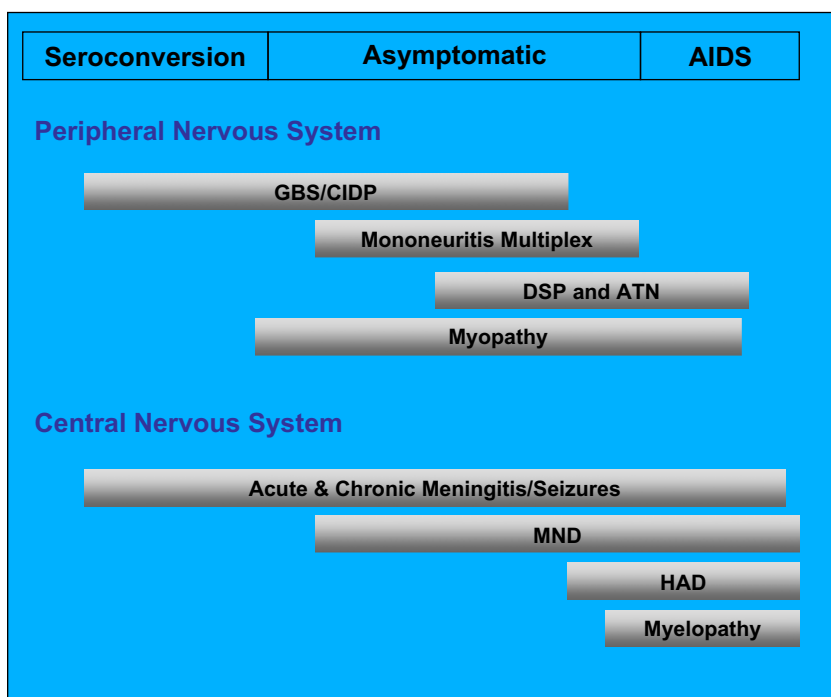 Seroconversion Asymptomatic AIDS
Peripheral Nervous System
GBS/CIDP
Mononeuritis Multiplex
DSP and ATN
Myopathy
Central Nervous System
Acute & Chronic Meningitis/Seizures
MND
HAD
Myelopathy